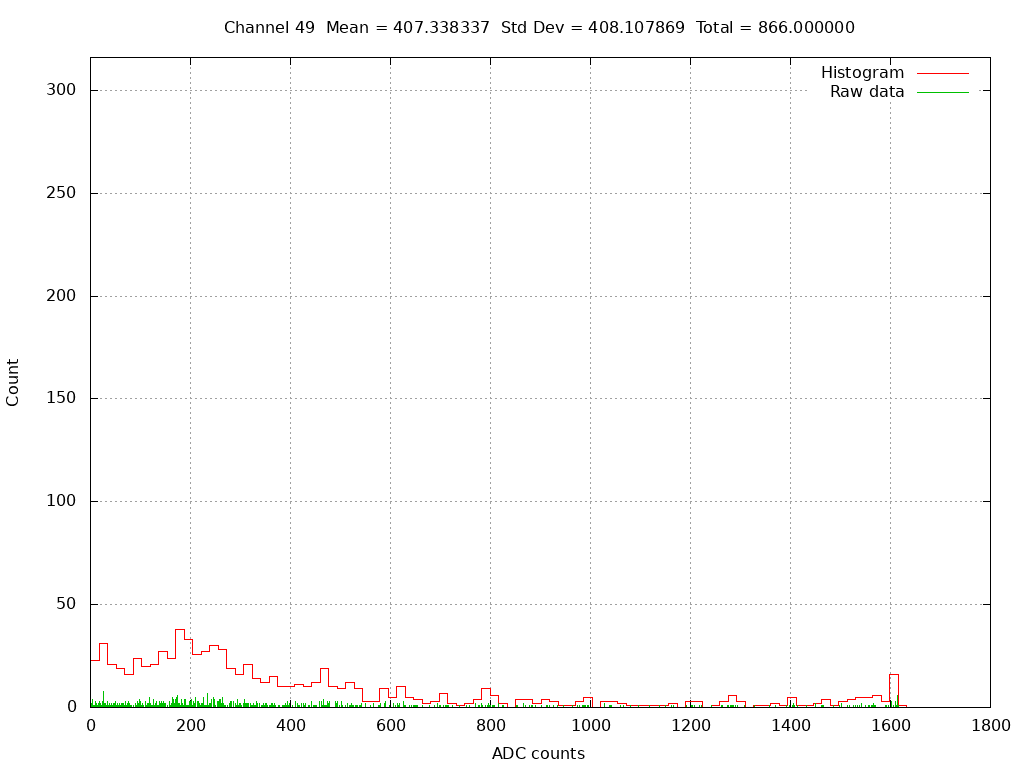 Channel 49  Mean = 407.338337  Std Dev = 408.107869  Total = 866.000000
Histogram
Raw data
300
250
200
150
100
50
0
Count
0 200 400 600 800 1000 1200 1400 1600 1800
ADC counts